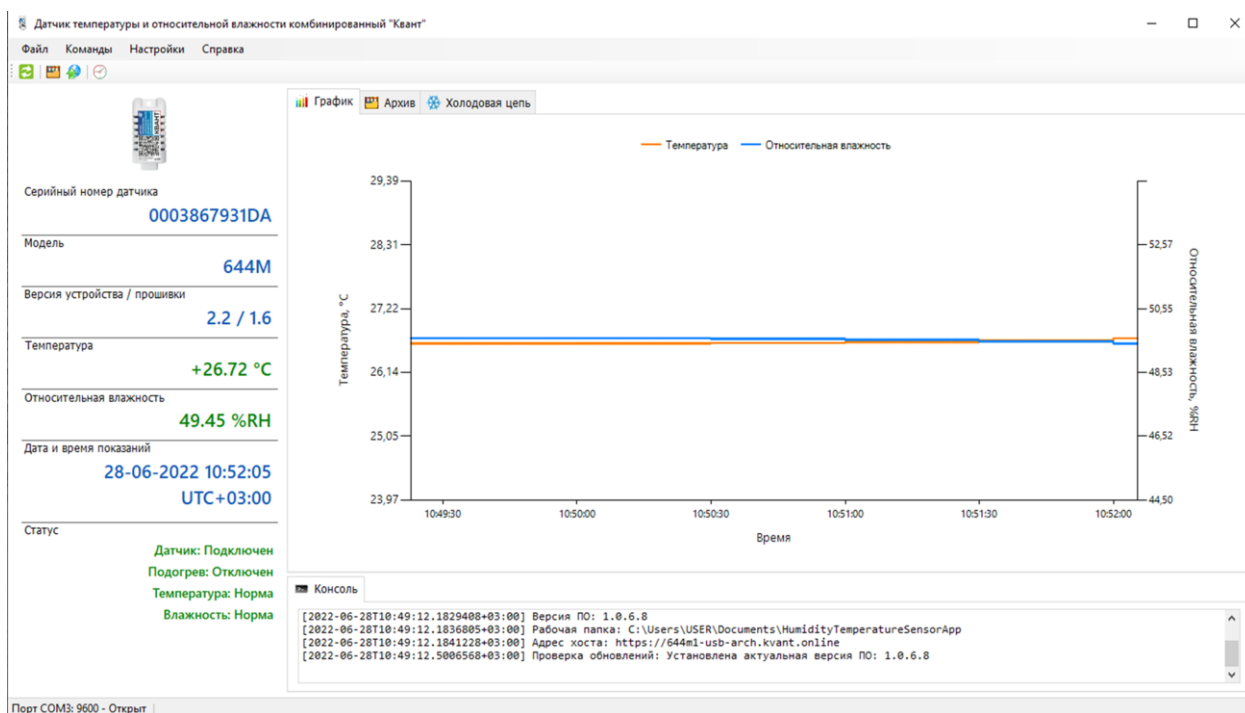 Датчик температуры и относительной влажности комбинированный "Квант"
Файл Команды Настройки Справка
КВАНТ
Серийный номер датчика
0003867931DA
Модель
644M
Версия устройства / прошивки
2.2 / 1.6
Температура
+26.72 °C
Относительная влажность
49.45 %RH
Дата и время показаний
28-06-2022 10:52:05
UTC+03:00
Статус
Датчик: Подключен
Подогрев: Отключен
Температура: Норма
Влажность: Норма
График Архив Холодовая цепь
Температура Относительная влажность
Температура, °C
29,39
28,31
27,22
26,14
25,05
23,97
52,57
50,55
48,53
46,52
44,50
Относительная влажность, %RH
10:49:30 10:50:00 10:50:30 10:51:00 10:51:30 10:52:00
Время
Консоль
[2022-06-28T10:49:12.1829408+03:00] Версия ПО: 1.0.6.8
[2022-06-28T10:49:12.1836805+03:00] Рабочая папка: C:\Users\USER\Documents\HumidityTemperatureSensorApp
[2022-06-28T10:49:12.1841228+03:00] Адрес хоста: https://644m1-usb-arch.kvant.online
[2022-06-28T10:49:12.5006568+03:00] Проверка обновлений: Установлена актуальная версия ПО: 1.0.6.8
Порт COM3: 9600 - Открыт